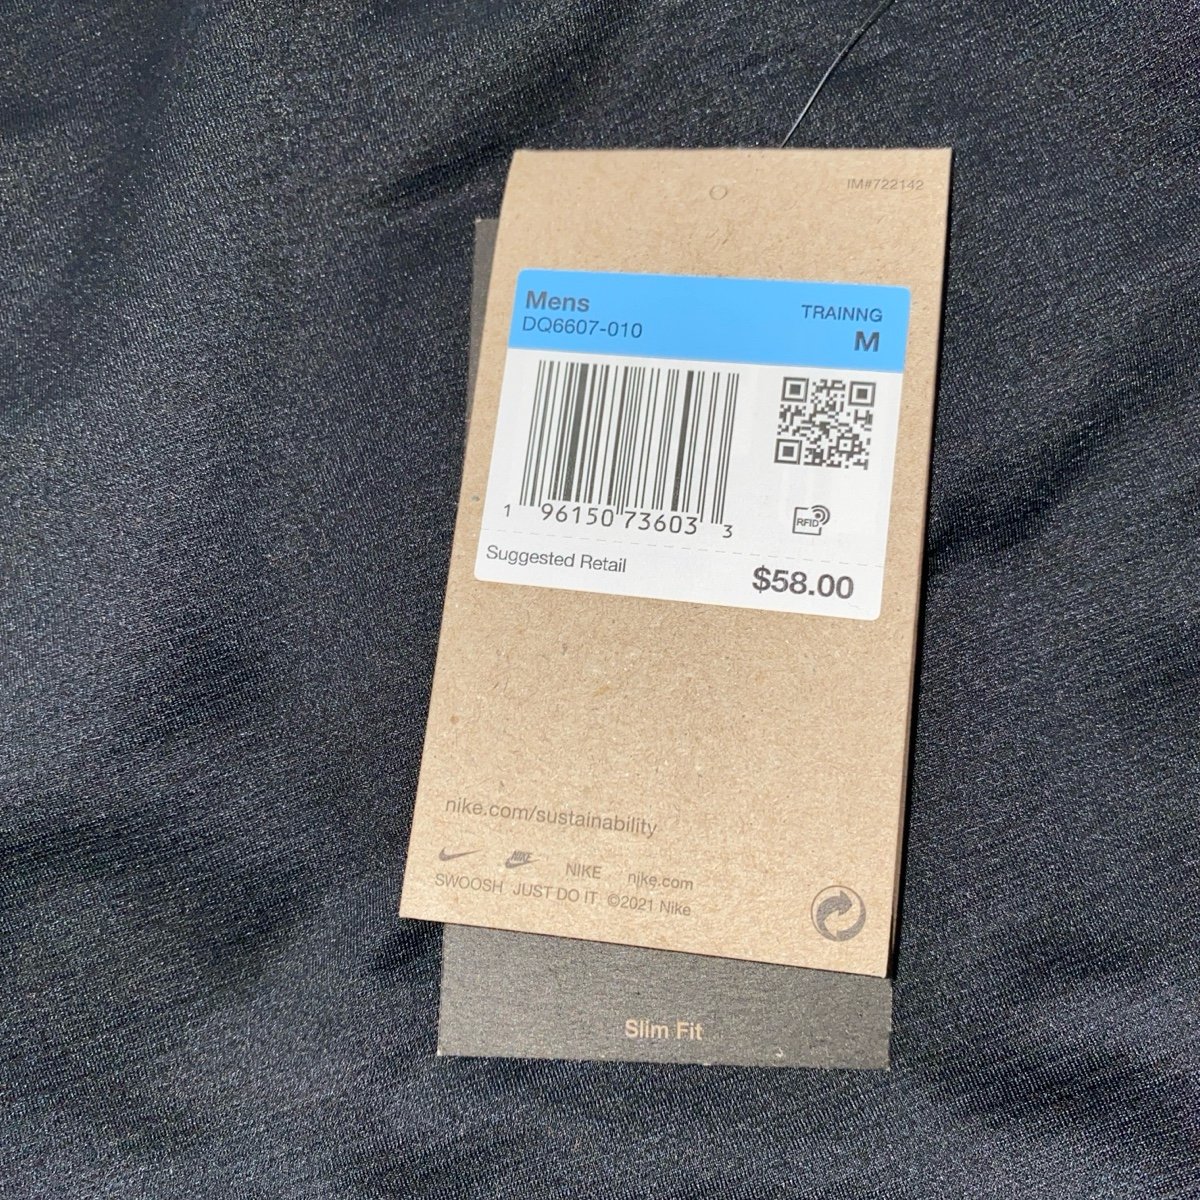 IM#722142
Mens
TRAINNG
DQ6607-010
M
1 96150 73603 3
RFID
Suggested Retail
$58.00
nike.com/sustainability
NIKE NIKE nike.com
SWOOSH JUST DO IT ©2021 Nike
Slim Fit